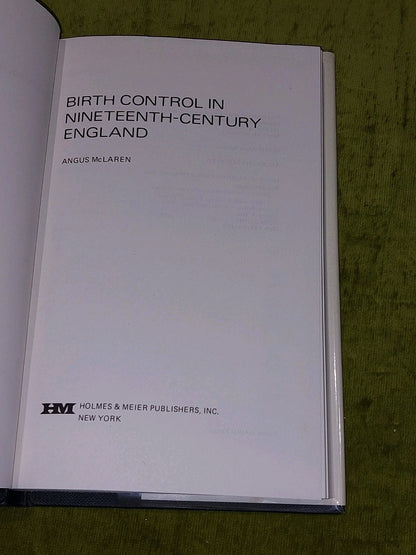 BIRTH CONTROL IN
NINETEENTH-CENTURY
ENGLAND
ANGUS McLAREN
HM HOLMES & MEIER PUBLISHERS, INC.
NEW YORK